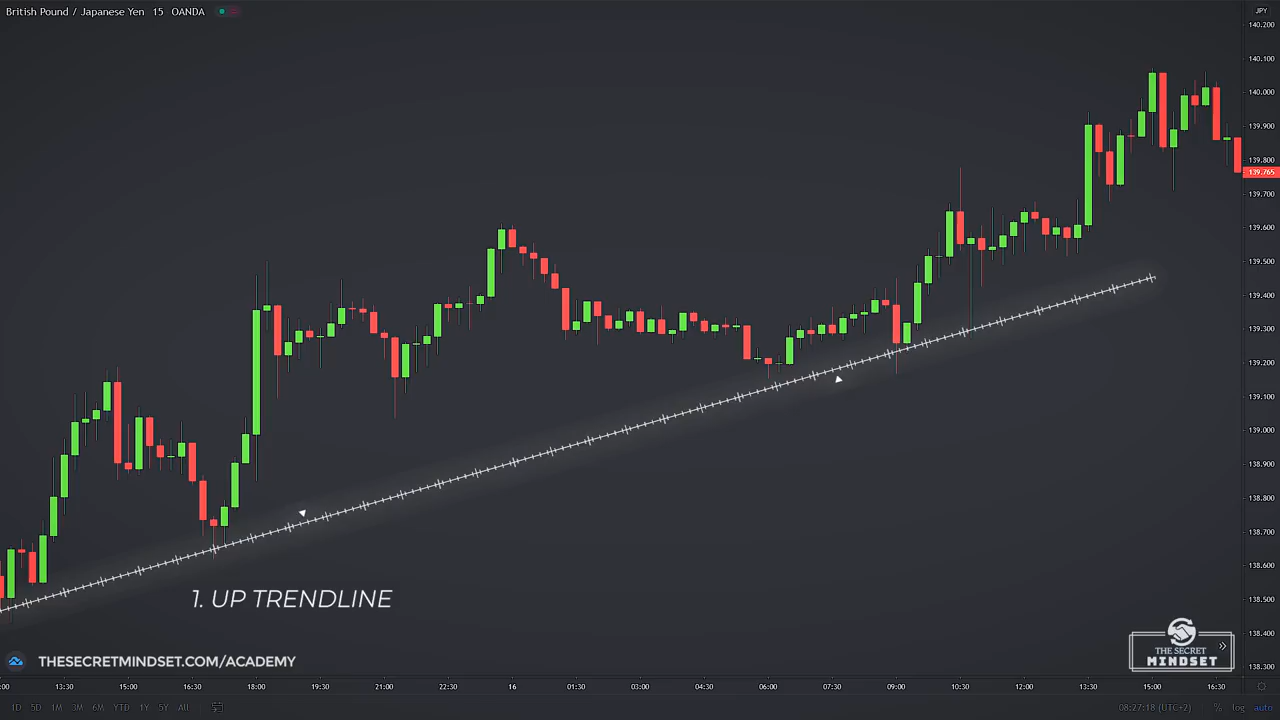 British Pound / Japanese Yen 15 OANDA
JPY
140.200
140.100
140.000
139.900
139.800
139.765
139.700
139.600
139.500
139.400
139.300
139.200
139.100
139.000
138.900
138.800
138.700
138.600
138.500
138.400
138.300
1. UP TRENDLINE
THESECRETMINDSET.COM/ACADEMY
THE SECRET
MINDSET
:00 13:30 15:00 16:30 18:00 19:30 21:00 22:30 16 01:30 03:00 04:30 06:00 07:30 09:00 10:30 12:00 13:30 15:00 16:30
1D 5D 1M 3M 6M YTD 1Y 5Y All 08:27:18 (UTC+2) % log auto